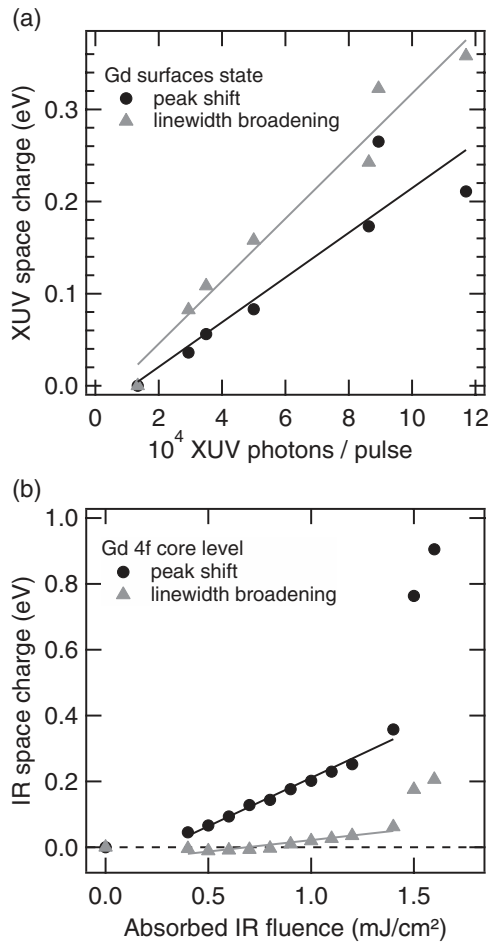 (a)
Gd surfaces state
peak shift
linewidth broadening
XUV space charge (eV)
0.3
0.2
0.1
0.0
0 2 4 6 8 10 12
10⁴ XUV photons / pulse
(b)
Gd 4f core level
peak shift
linewidth broadening
IR space charge (eV)
1.0
0.8
0.6
0.4
0.2
0.0
0.0 0.5 1.0 1.5
Absorbed IR fluence (mJ/cm²)